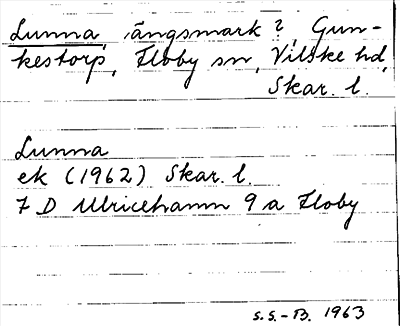 Lunna, ängsmark?, Gun-
kestorp, Floby sn, Vilske hd,
Skar. l.
Lunna
ek (1962) Skar. l.
7 D Ulricehamn 9 a Floby
S.S.-B. 1963